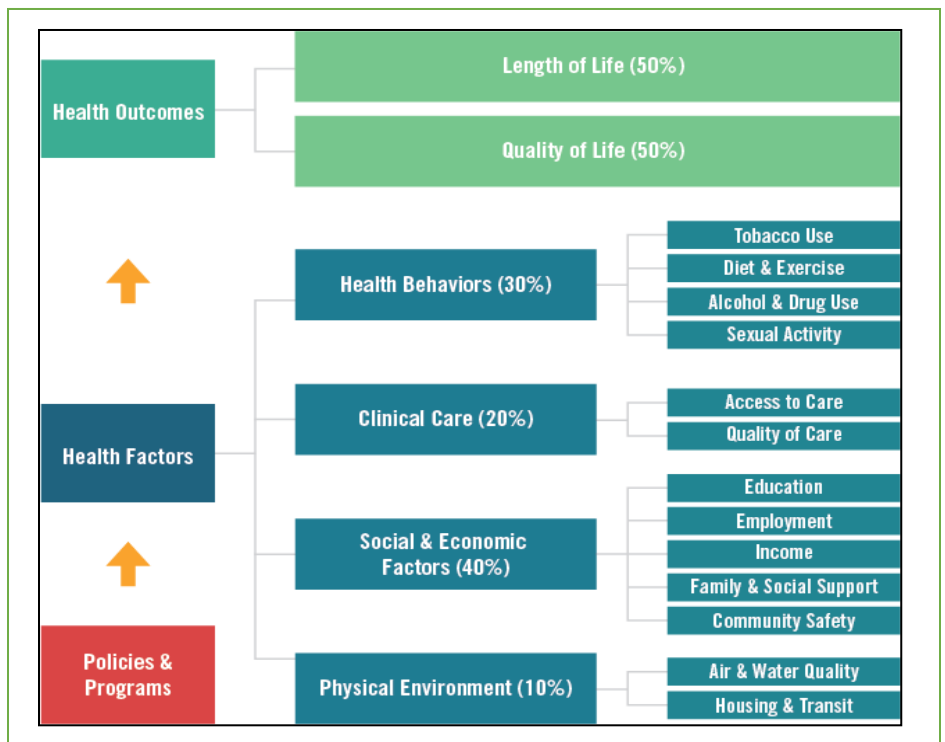 Health Outcomes
Length of Life (50%)
Quality of Life (50%)
Health Factors
Health Behaviors (30%)
Tobacco Use
Diet & Exercise
Alcohol & Drug Use
Sexual Activity
Clinical Care (20%)
Access to Care
Quality of Care
Social & Economic
Factors (40%)
Education
Employment
Income
Family & Social Support
Community Safety
Physical Environment (10%)
Air & Water Quality
Housing & Transit
Policies &
Programs